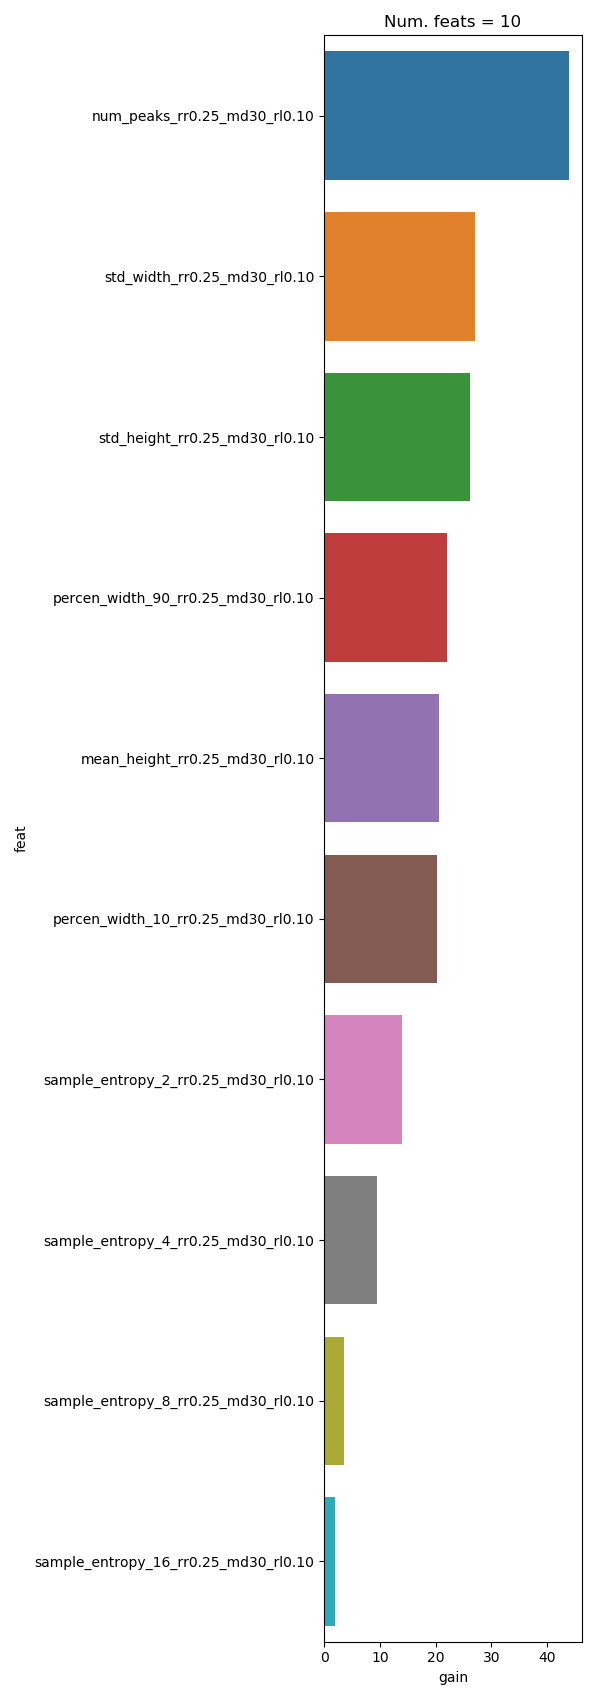 Num. feats = 10
num_peaks_rr0.25_md30_rl0.10
std_width_rr0.25_md30_rl0.10
std_height_rr0.25_md30_rl0.10
percen_width_90_rr0.25_md30_rl0.10
mean_height_rr0.25_md30_rl0.10
feat
percen_width_10_rr0.25_md30_rl0.10
sample_entropy_2_rr0.25_md30_rl0.10
sample_entropy_4_rr0.25_md30_rl0.10
sample_entropy_8_rr0.25_md30_rl0.10
sample_entropy_16_rr0.25_md30_rl0.10
0 10 20 30 40
gain